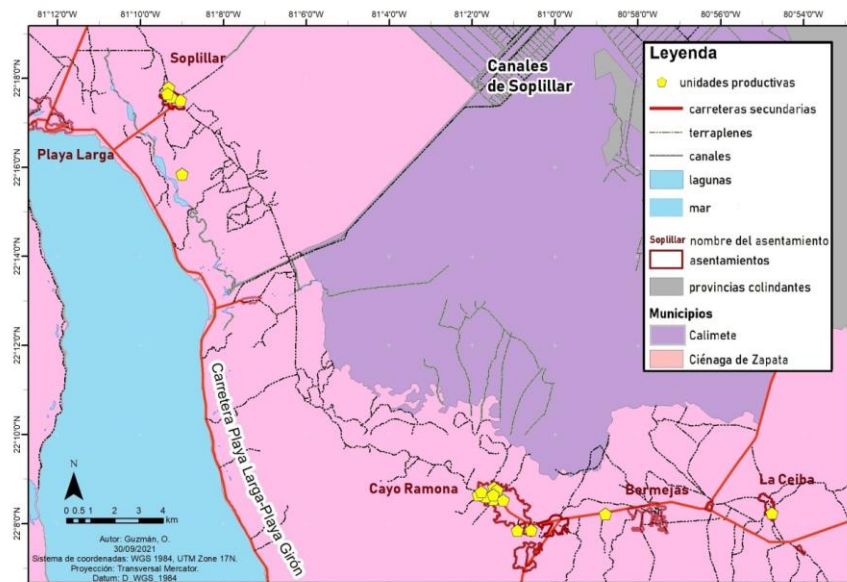 81°12'0"O
81°10'0"O
81°8'0"O
81°6'0"O
81°4'0"O
81°2'0"O
81°0'0"O
80°58'0"O
80°56'0"O
80°54'0"O
22°18'0"N
22°16'0"N
22°14'0"N
22°12'0"N
22°10'0"N
22°8'0"N
Soplillar
Playa Larga
Canales
de Soplillar
Carretera Playa Larga-Playa Girón
Cayo Ramona
Bermejas
La Ceiba
Leyenda
unidades productivas
carreteras secundarias
terraplenes
canales
lagunas
mar
Soplillar nombre del asentamiento
asentamientos
provincias colindantes
Municipios
Calimete
Ciénaga de Zapata
N
0 0.5 1 2 3 4
km
Autor: Guzmán, O.
30/09/2021
Sistema de coordenadas: WGS 1984, UTM Zone 17N.
Proyección: Transversal Mercator.
Datum: D_WGS_1984